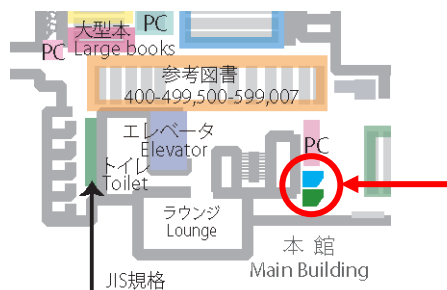 大型本
Large books
PC
PC
参考図書
400-499,500-599,007
エレベータ
Elevator
PC
トイレ
Toilet
ラウンジ
Lounge
本館
Main Building
JIS規格